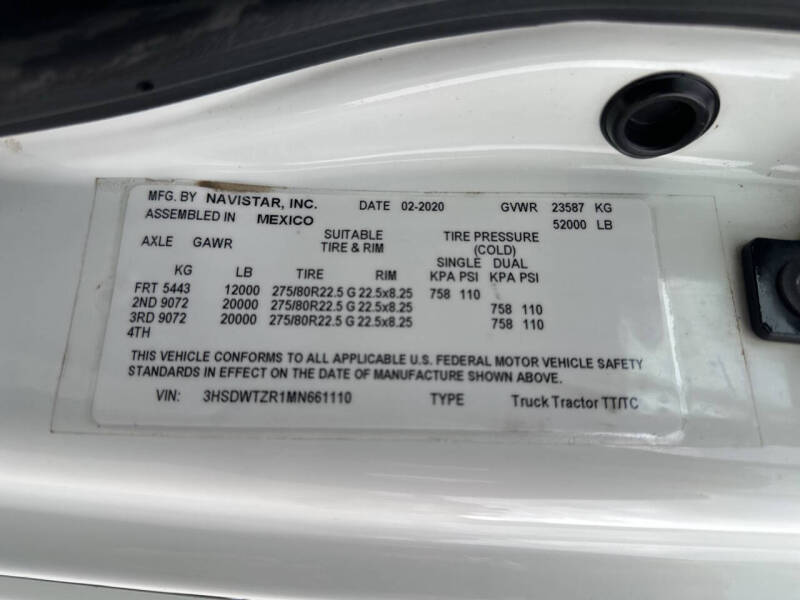 MFG. BY NAVISTAR, INC. DATE 02-2020 GVWR 23587 KG
ASSEMBLED IN MEXICO 52000 LB
AXLE GAWR SUITABLE TIRE PRESSURE
TIRE & RIM (COLD)
SINGLE DUAL
KG LB TIRE RIM KPA PSI KPA PSI
FRT 5443 12000 275/80R22.5 G 22.5x8.25 758 110
2ND 9072 20000 275/80R22.5 G 22.5x8.25 758 110
3RD 9072 20000 275/80R22.5 G 22.5x8.25 758 110
4TH
THIS VEHICLE CONFORMS TO ALL APPLICABLE U.S. FEDERAL MOTOR VEHICLE SAFETY
STANDARDS IN EFFECT ON THE DATE OF MANUFACTURE SHOWN ABOVE.
VIN: 3HSDWTZR1MN661110 TYPE Truck Tractor TT/TC